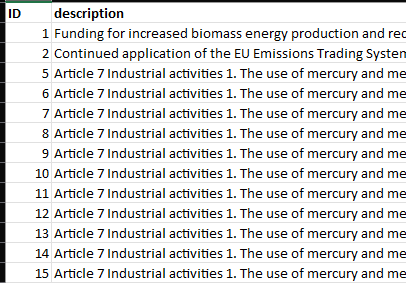 ID description
1 Funding for increased biomass energy production and rec
2 Continued application of the EU Emissions Trading System
5 Article 7 Industrial activities 1. The use of mercury and me
6 Article 7 Industrial activities 1. The use of mercury and me
7 Article 7 Industrial activities 1. The use of mercury and me
8 Article 7 Industrial activities 1. The use of mercury and me
9 Article 7 Industrial activities 1. The use of mercury and me
10 Article 7 Industrial activities 1. The use of mercury and me
11 Article 7 Industrial activities 1. The use of mercury and me
12 Article 7 Industrial activities 1. The use of mercury and me
13 Article 7 Industrial activities 1. The use of mercury and me
14 Article 7 Industrial activities 1. The use of mercury and me
15 Article 7 Industrial activities 1. The use of mercury and me